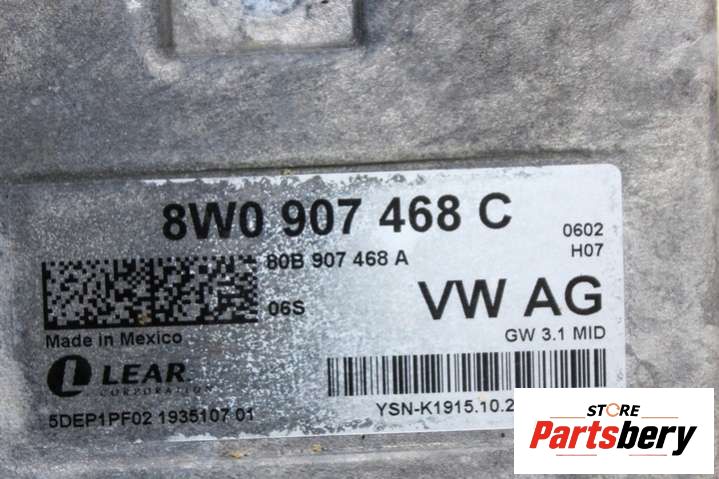 8W0 907 468 C
0602
H07
80B 907 468 A
06S
VW AG
GW 3.1 MID
Made in Mexico
LEAR
CORPORATION
5DEP1PF02 1935107 01
YSN-K1915.10.2
STORE
Partsbery